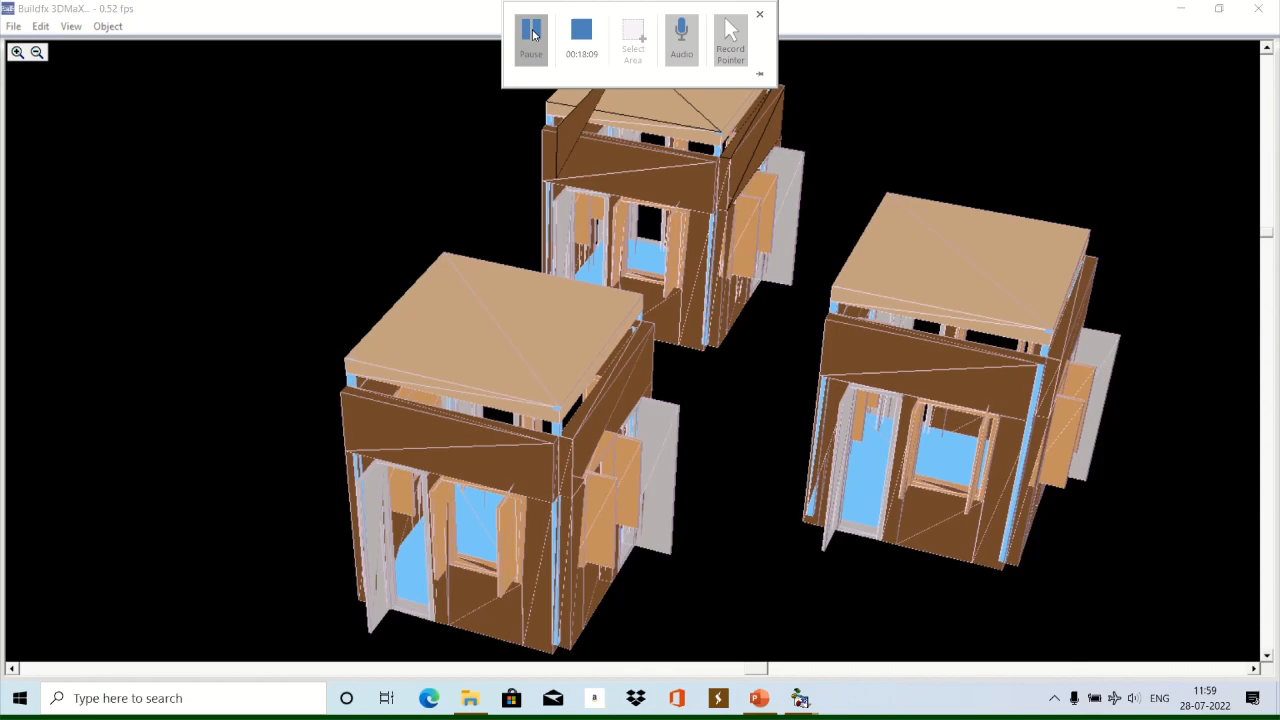 Buildfx 3DMaX... - 0.52 fps
File Edit View Object
Pause
00:18:09
Select
Area
Audio
Record
Pointer
Type here to search
a
ENG
11:59
28-07-2022